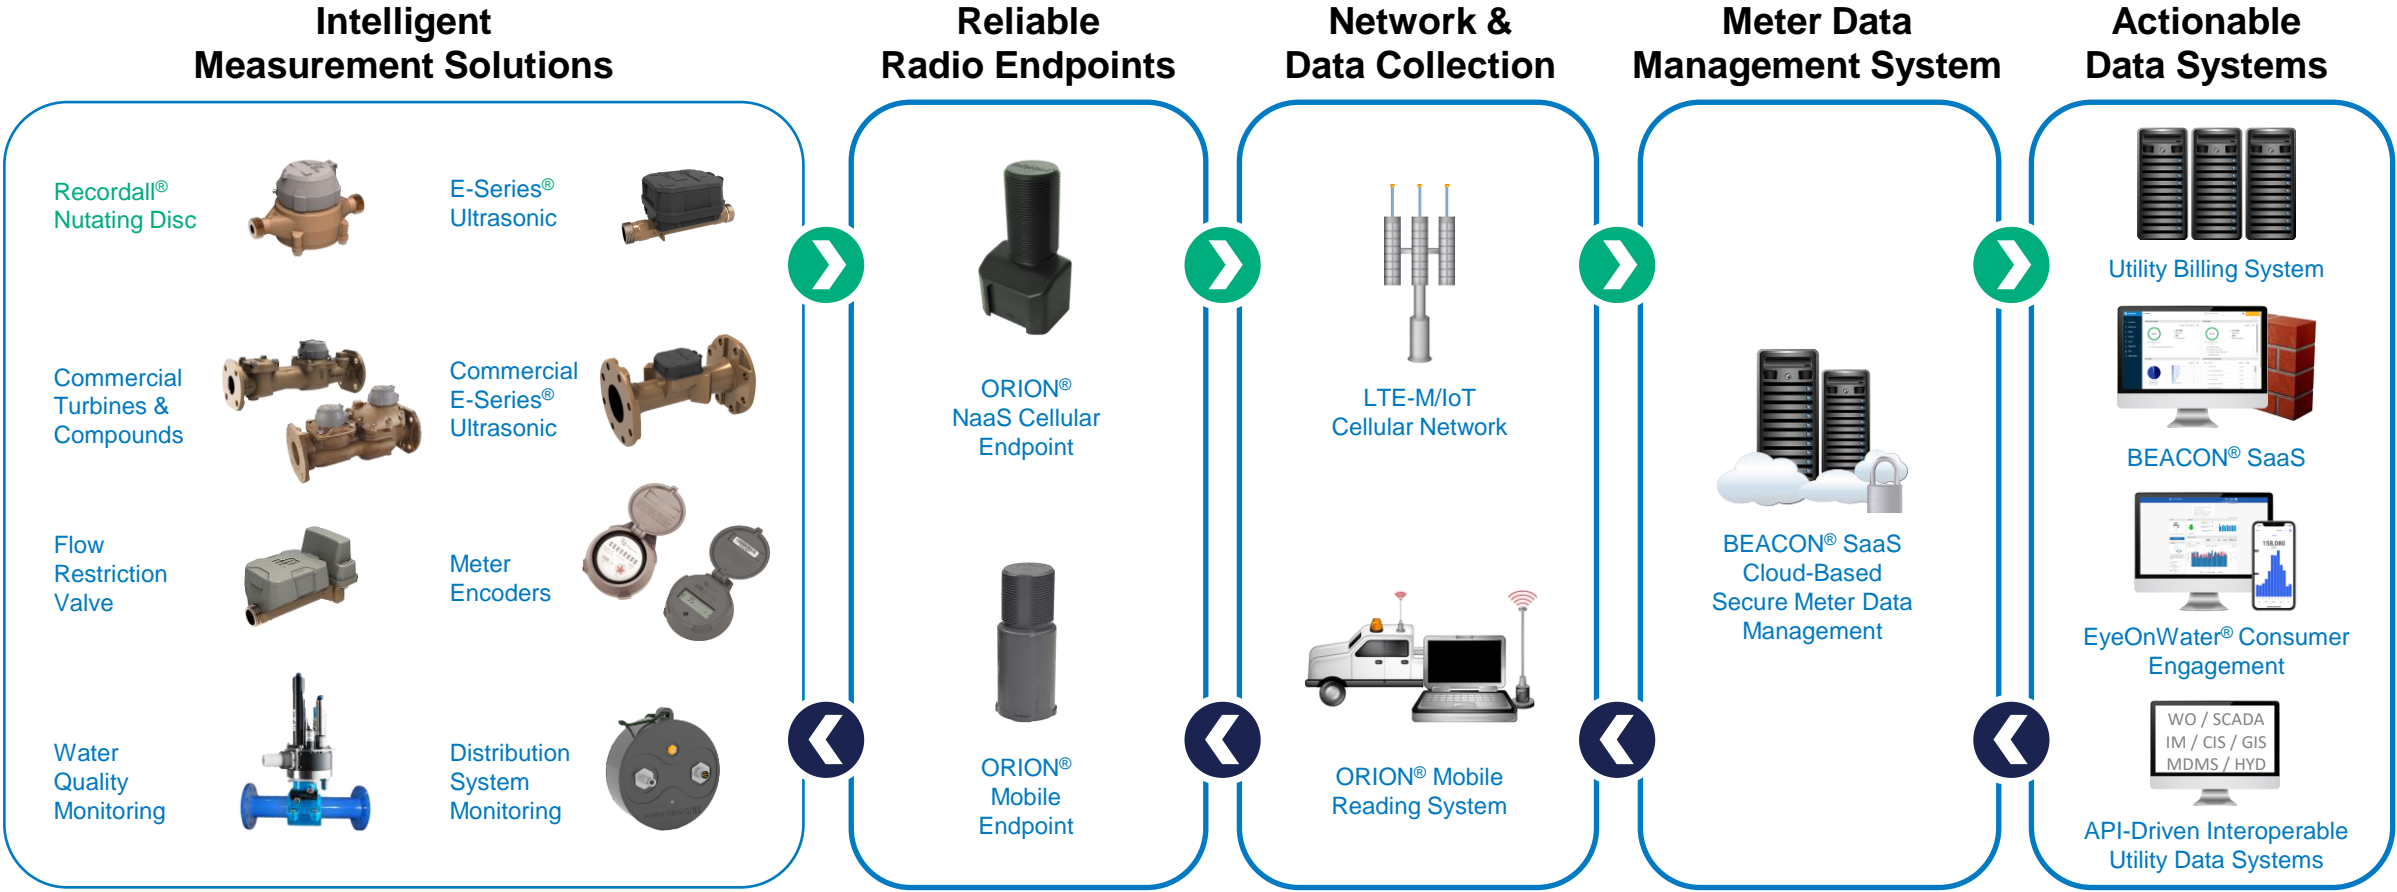 Intelligent
Measurement Solutions
Reliable
Radio Endpoints
Network &
Data Collection
Meter Data
Management System
Actionable
Data Systems
Recordall®
Nutating Disc
E-Series®
Ultrasonic
Commercial
Turbines &
Compounds
Commercial
E-Series®
Ultrasonic
Flow
Restriction
Valve
Meter
Encoders
Water
Quality
Monitoring
Distribution
System
Monitoring
ORION®
NaaS Cellular
Endpoint
ORION®
Mobile
Endpoint
LTE-M/IoT
Cellular Network
ORION® Mobile
Reading System
BEACON® SaaS
Cloud-Based
Secure Meter Data
Management
Utility Billing System
BEACON® SaaS
158,080
EyeOnWater® Consumer
Engagement
WO / SCADA
IM / CIS / GIS
MDMS / HYD
API-Driven Interoperable
Utility Data Systems